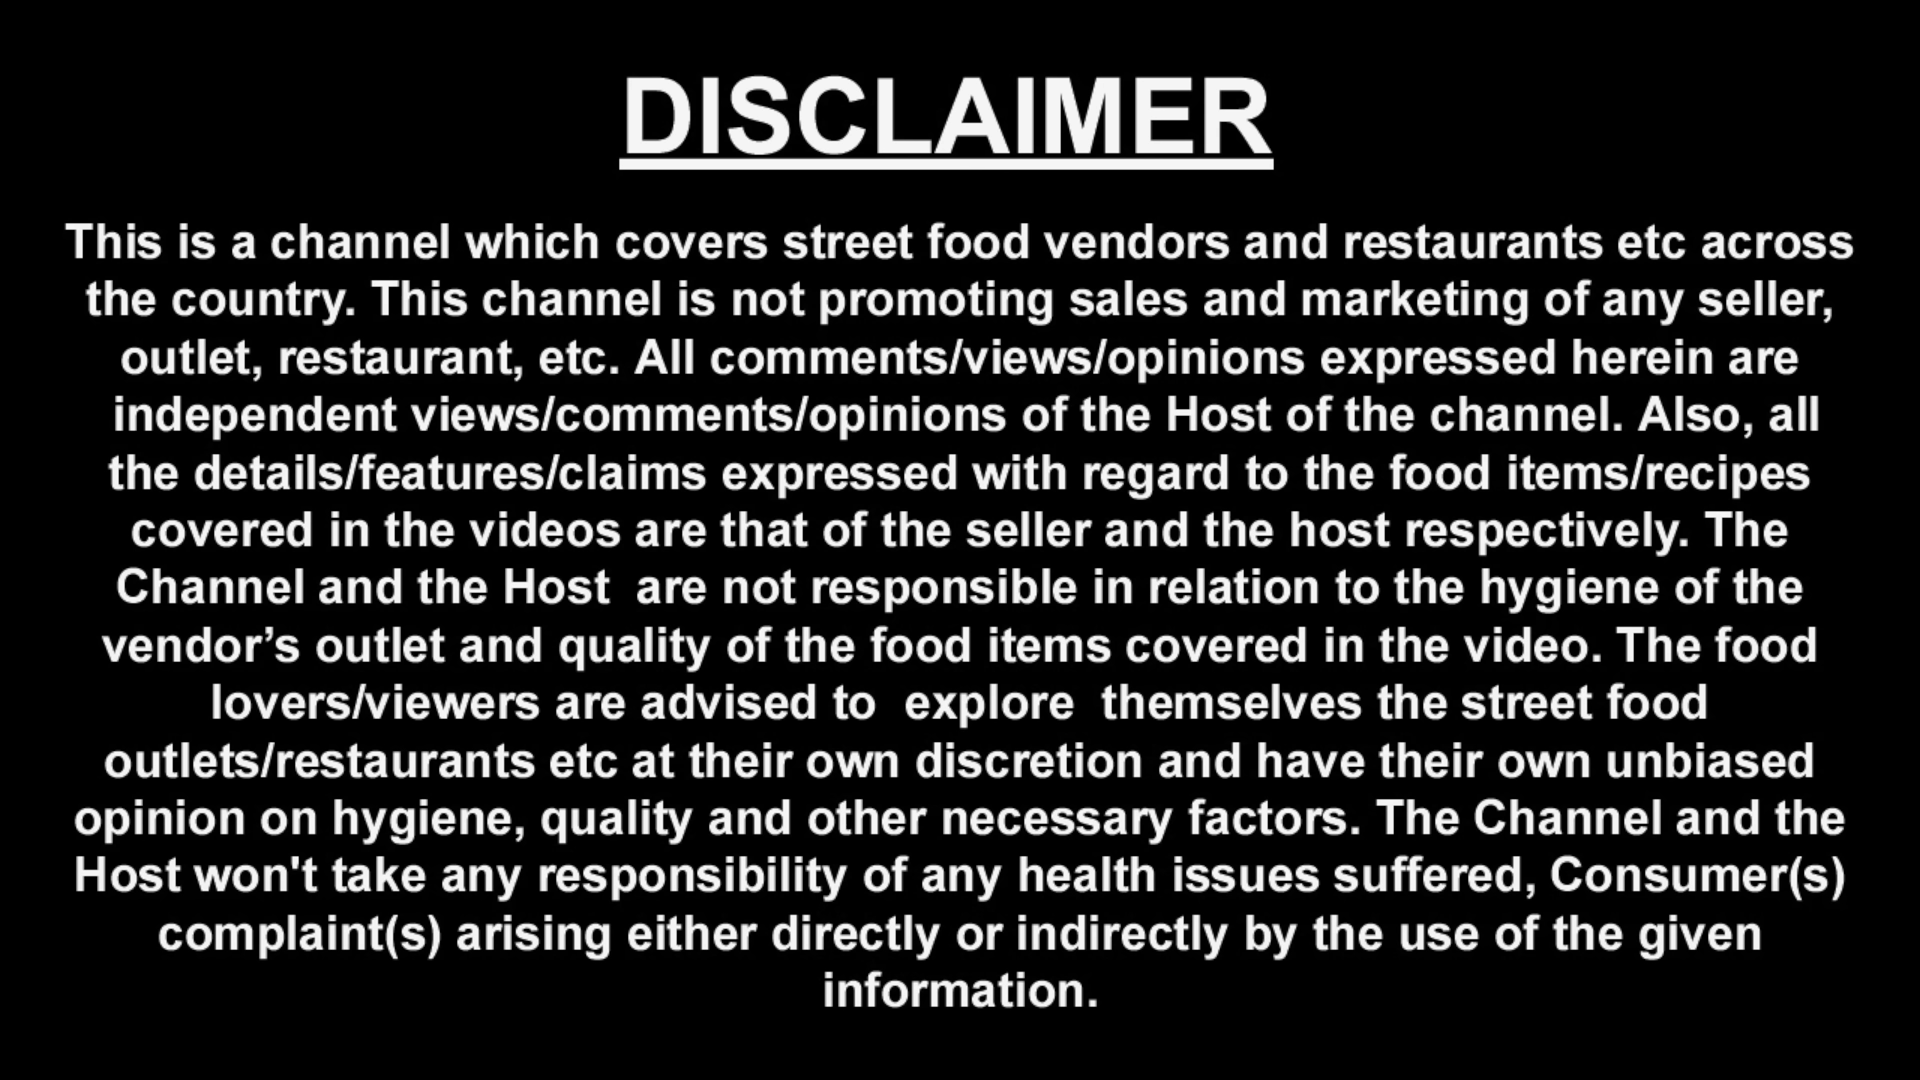 DISCLAIMER
This is a channel which covers street food vendors and restaurants etc across
the country. This channel is not promoting sales and marketing of any seller,
outlet, restaurant, etc. All comments/views/opinions expressed herein are
independent views/comments/opinions of the Host of the channel. Also, all
the details/features/claims expressed with regard to the food items/recipes
covered in the videos are that of the seller and the host respectively. The
Channel and the Host  are not responsible in relation to the hygiene of the
vendor’s outlet and quality of the food items covered in the video. The food
lovers/viewers are advised to  explore  themselves the street food
outlets/restaurants etc at their own discretion and have their own unbiased
opinion on hygiene, quality and other necessary factors. The Channel and the
Host won't take any responsibility of any health issues suffered, Consumer(s)
complaint(s) arising either directly or indirectly by the use of the given
information.